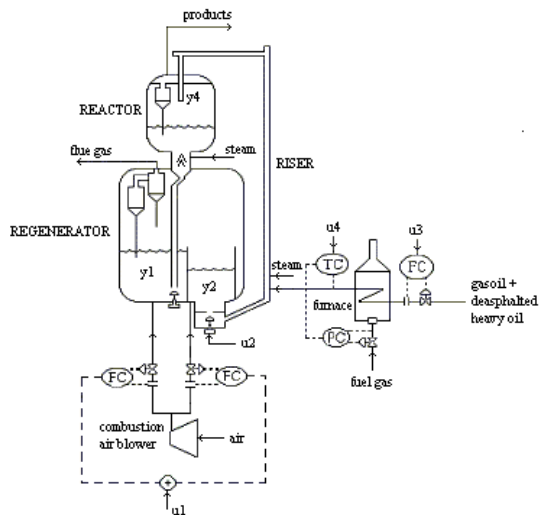 products
y4
REACTOR
flue gas
steam
RISER
REGENERATOR
u4
u3
TC
FC
y1
y2
steam
furnace
gasoil +
deasphalted
heavy oil
u2
PC
FC
FC
fuel gas
combustion
air blower
air
+
u1